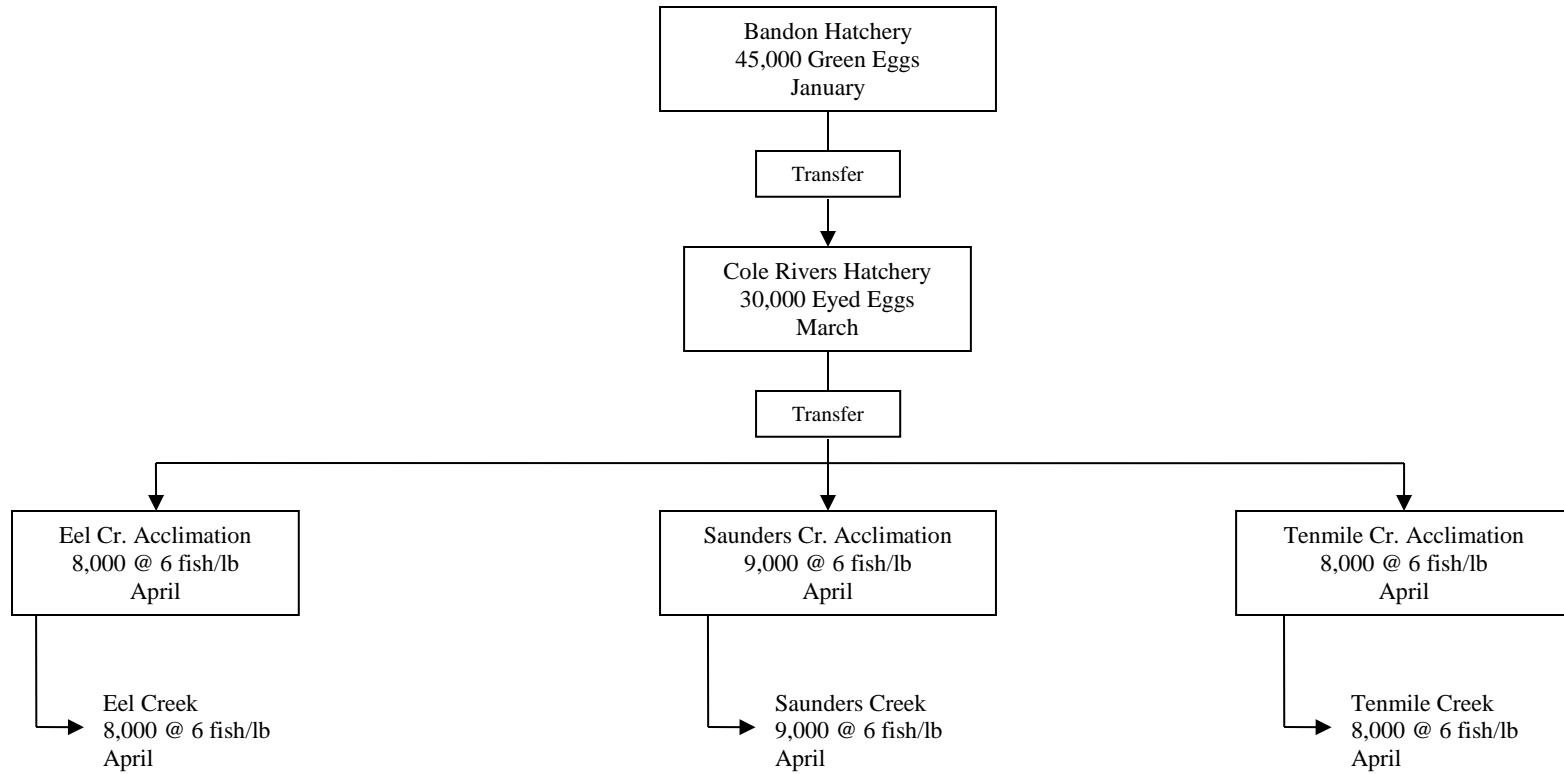 Bandon Hatchery
45,000 Green Eggs
January
Transfer
Cole Rivers Hatchery
30,000 Eyed Eggs
March
Transfer
Eel Cr. Acclimation
8,000 @ 6 fish/lb
April
Saunders Cr. Acclimation
9,000 @ 6 fish/lb
April
Tenmile Cr. Acclimation
8,000 @ 6 fish/lb
April
Eel Creek
8,000 @ 6 fish/lb
April
Saunders Creek
9,000 @ 6 fish/lb
April
Tenmile Creek
8,000 @ 6 fish/lb
April